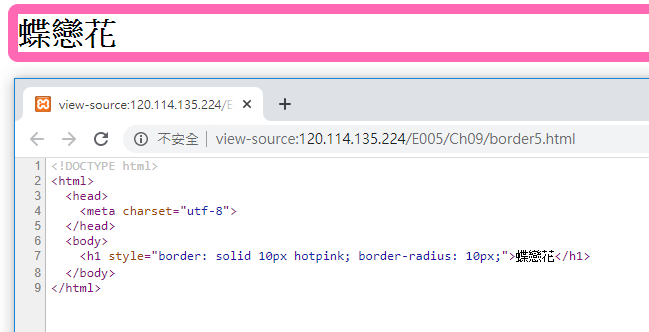 蝶戀花
view-source:120.114.135.224/E
不安全 view-source:120.114.135.224/E005/Ch09/border5.html
1 <!DOCTYPE html>
2 <html>
3 <head>
4 <meta charset="utf-8">
5 </head>
6 <body>
7 <h1 style="border: solid 10px hotpink; border-radius: 10px;">蝶戀花</h1>
8 </body>
9 </html>